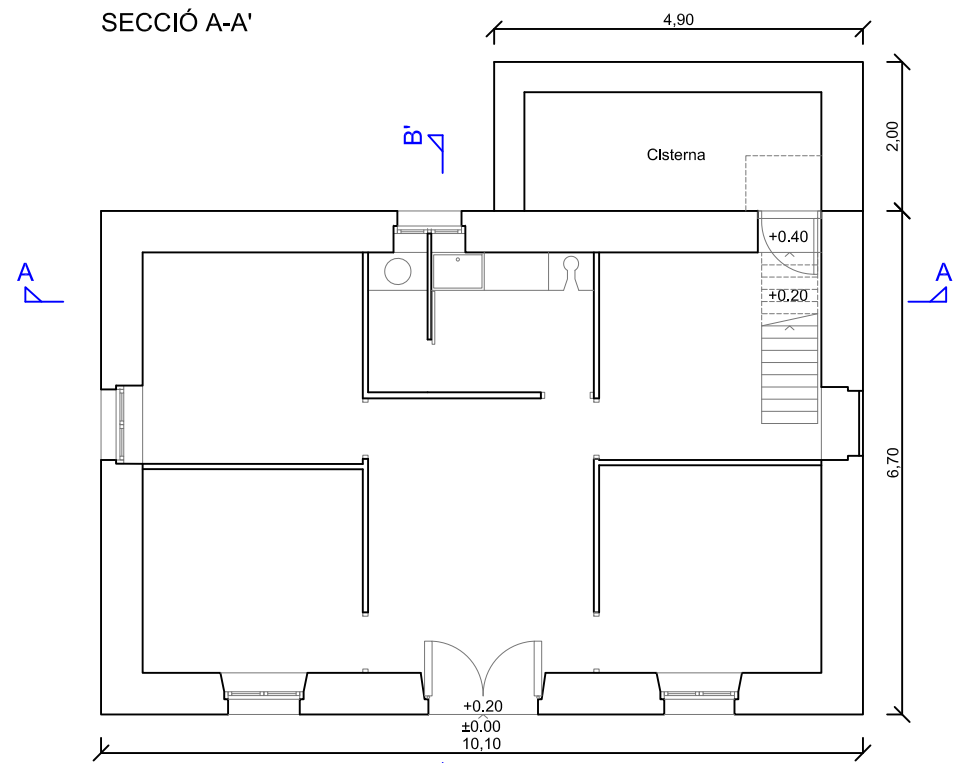 SECCIÓ A-A'
4,90
B'
2,00
CIsterna
+0.40
A
A
+0.20
6,70
+0.20
±0.00
10,10